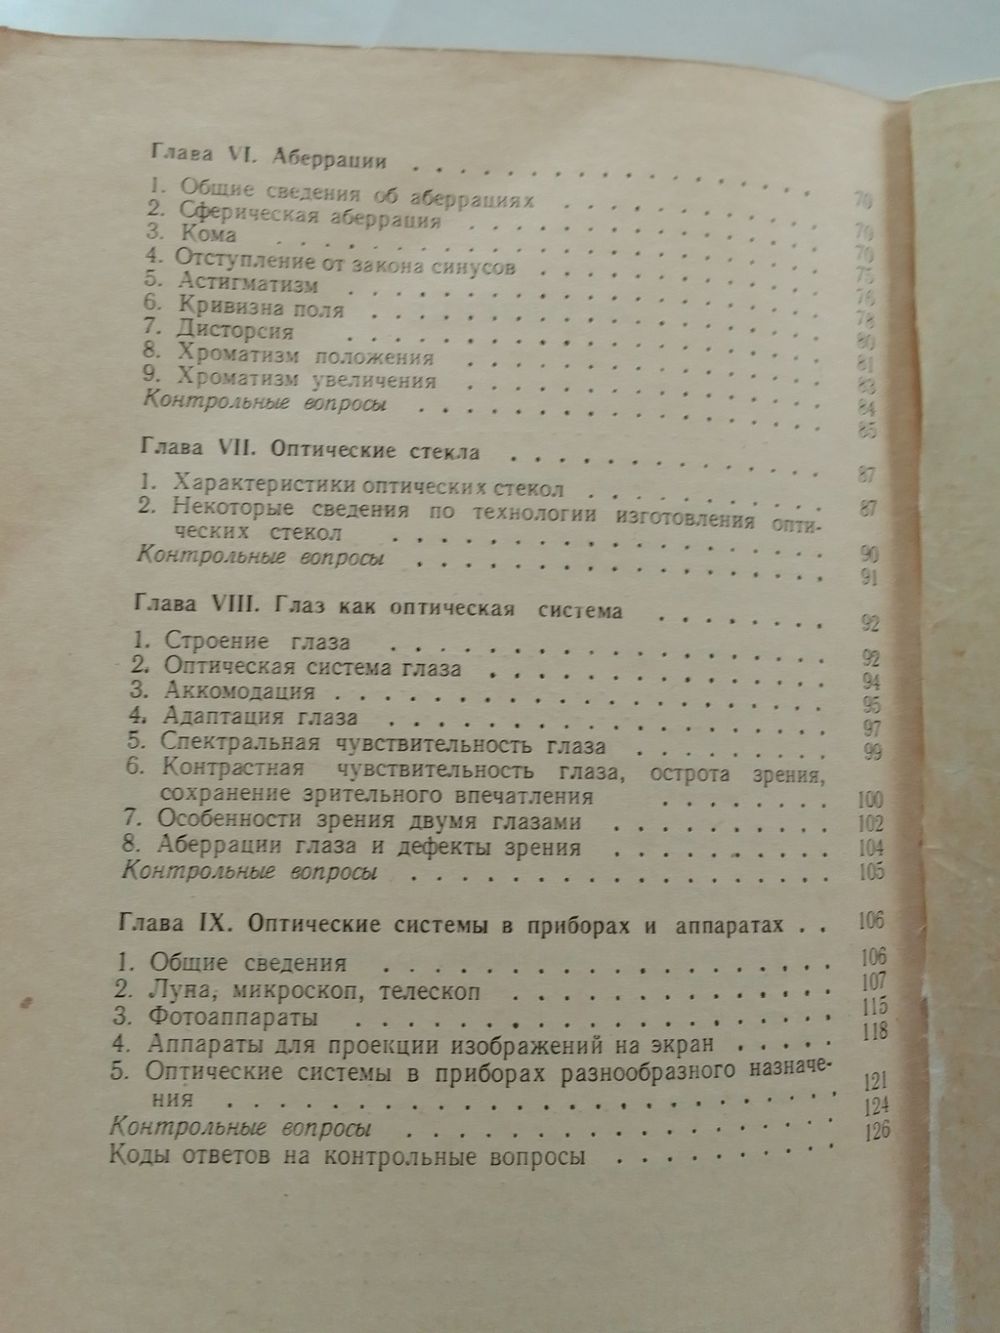 Глава VI. Аберрации . . . . . . . . . . . . . . 70
1. Общие сведения об аберрациях . . . . . . . . . 70
2. Сферическая аберрация . . . . . . . . . . . . 70
3. Кома . . . . . . . . . . . . . . . . . . 75
4. Отступление от закона синусов . . . . . . . . . . 76
5. Астигматизм . . . . . . . . . . . . . . . . 78
6. Кривизна поля . . . . . . . . . . . . . . . 80
7. Дисторсия . . . . . . . . . . . . . . . . 81
8. Хроматизм положения . . . . . . . . . . . . 83
9. Хроматизм увеличения . . . . . . . . . . . . 84
Контрольные вопросы . . . . . . . . . . . . . . 85
Глава VII. Оптические стекла . . . . . . . . . . . 87
1. Характеристики оптических стекол . . . . . . . . . 87
2. Некоторые сведения по технологии изготовления опти-
ческих стекол . . . . . . . . . . . . . . . 90
Контрольные вопросы . . . . . . . . . . . . . . 91
Глава VIII. Глаз как оптическая система . . . . . . . 92
1. Строение глаза . . . . . . . . . . . . . . . 92
2. Оптическая система глаза . . . . . . . . . . . 94
3. Аккомодация . . . . . . . . . . . . . . . . 95
4. Адаптация глаза . . . . . . . . . . . . . . . 97
5. Спектральная чувствительность глаза . . . . . . . 99
6. Контрастная чувствительность глаза, острота зрения,
сохранение зрительного впечатления . . . . . . . 100
7. Особенности зрения двумя глазами . . . . . . . . 102
8. Аберрации глаза и дефекты зрения . . . . . . . . 104
Контрольные вопросы . . . . . . . . . . . . . . 105
Глава IX. Оптические системы в приборах и аппаратах . . 106
1. Общие сведения . . . . . . . . . . . . . . . 106
2. Луна, микроскоп, телескоп . . . . . . . . . . . 107
3. Фотоаппараты . . . . . . . . . . . . . . . . 115
4. Аппараты для проекции изображений на экран . . . . . 118
5. Оптические системы в приборах разнообразного назначе-
ния . . . . . . . . . . . . . . . . . . . . 121
Контрольные вопросы . . . . . . . . . . . . . . 124
Коды ответов на контрольные вопросы . . . . . . . . 126